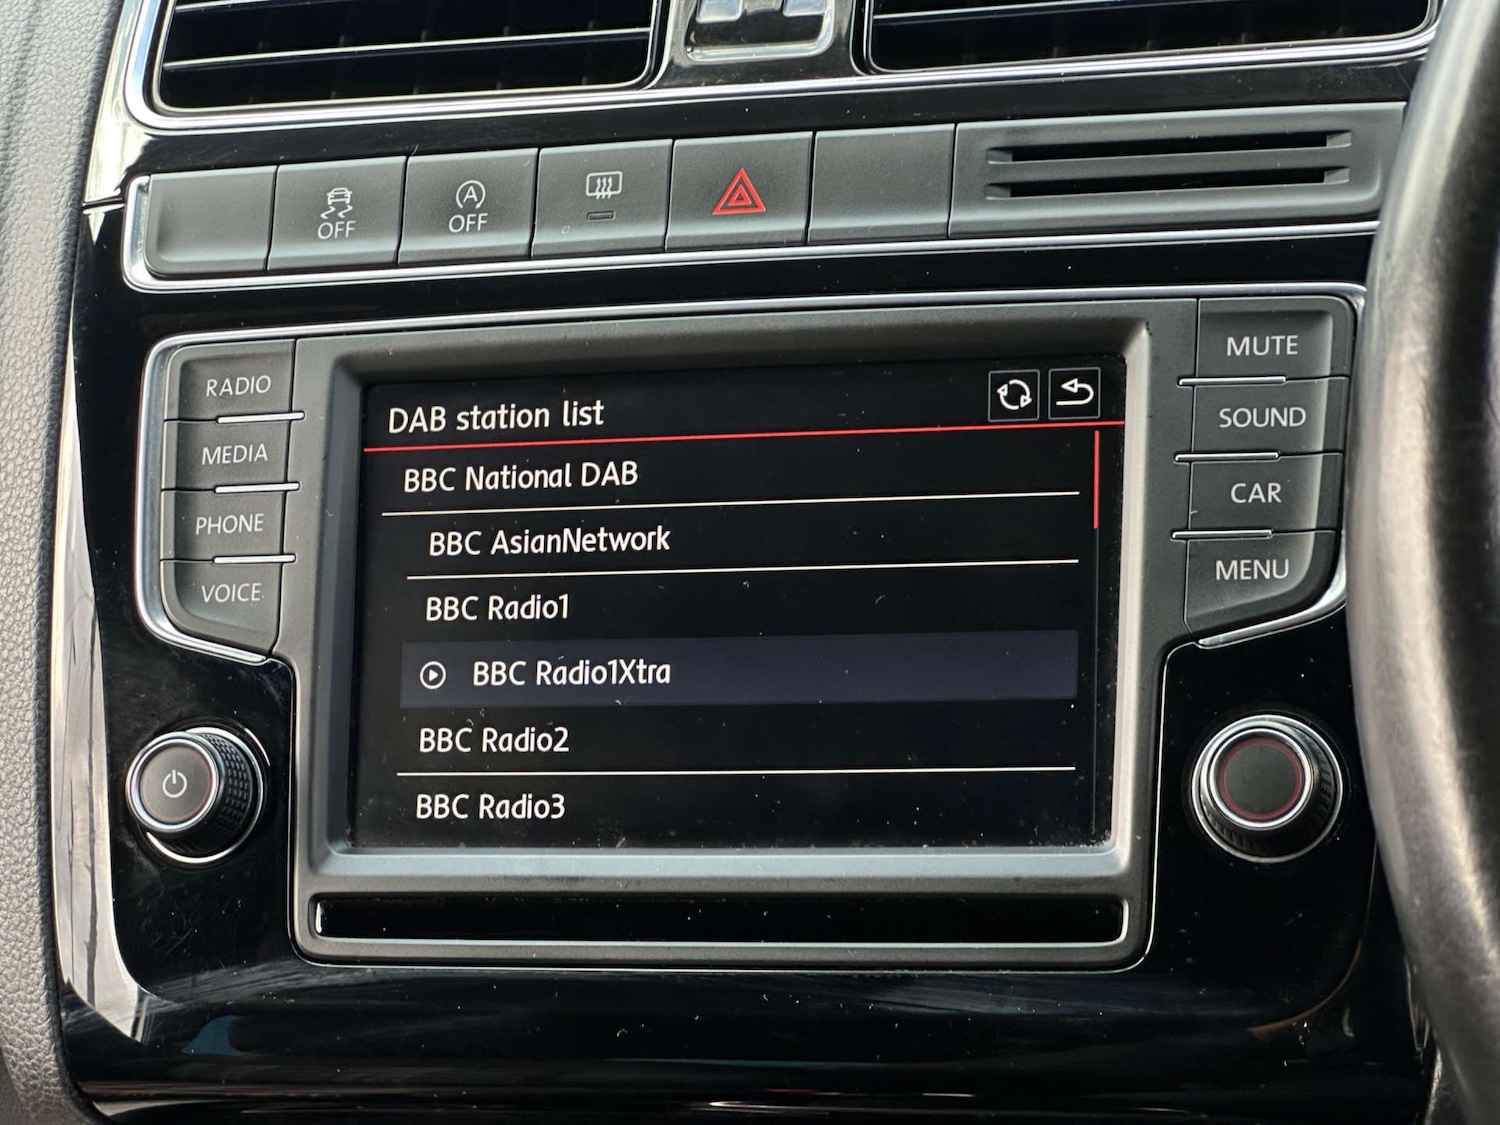 OFF
A
OFF
RADIO
MEDIA
PHONE
VOICE
DAB station list
BBC National DAB
BBC AsianNetwork
BBC Radio1
BBC Radio1Xtra
BBC Radio2
BBC Radio3
MUTE
SOUND
CAR
MENU